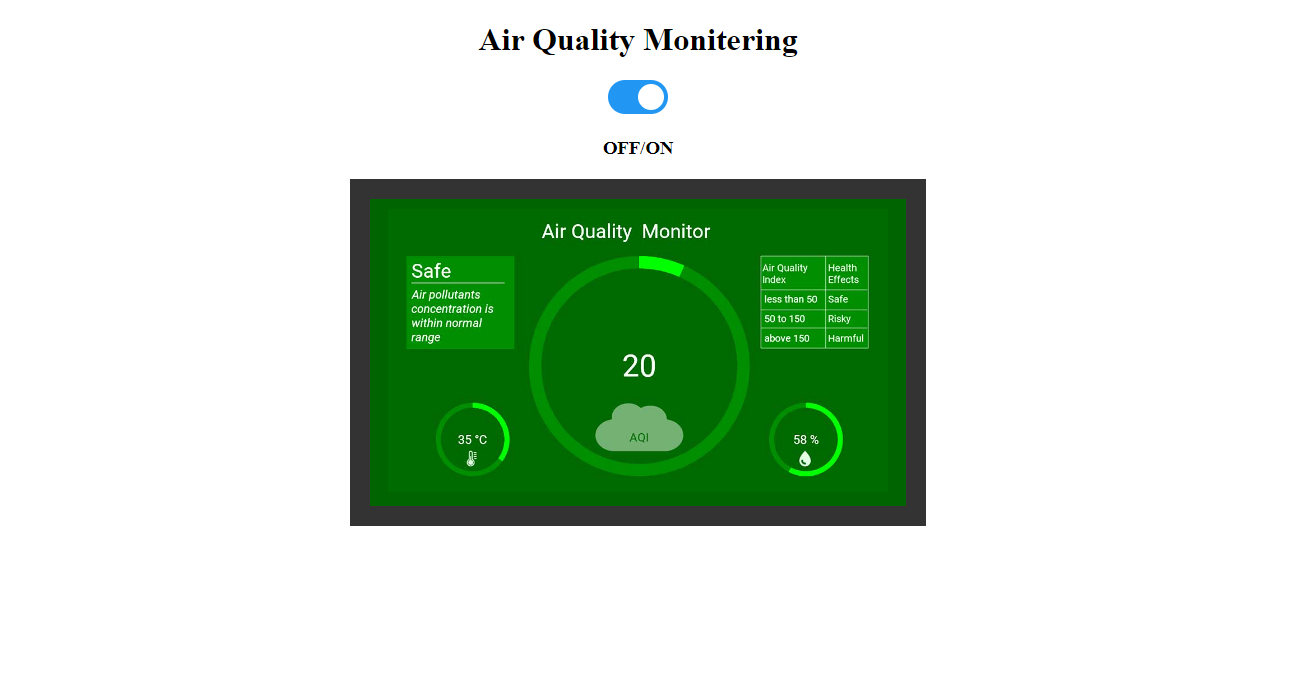 Air Quality Monitering
OFF/ON
Air Quality  Monitor
Safe
Air pollutants
concentration is
within normal
range
Air Quality
Index
Health
Effects
less than 50
Safe
50 to 150
Risky
above 150
Harmful
20
AQI
35 °C
58 %